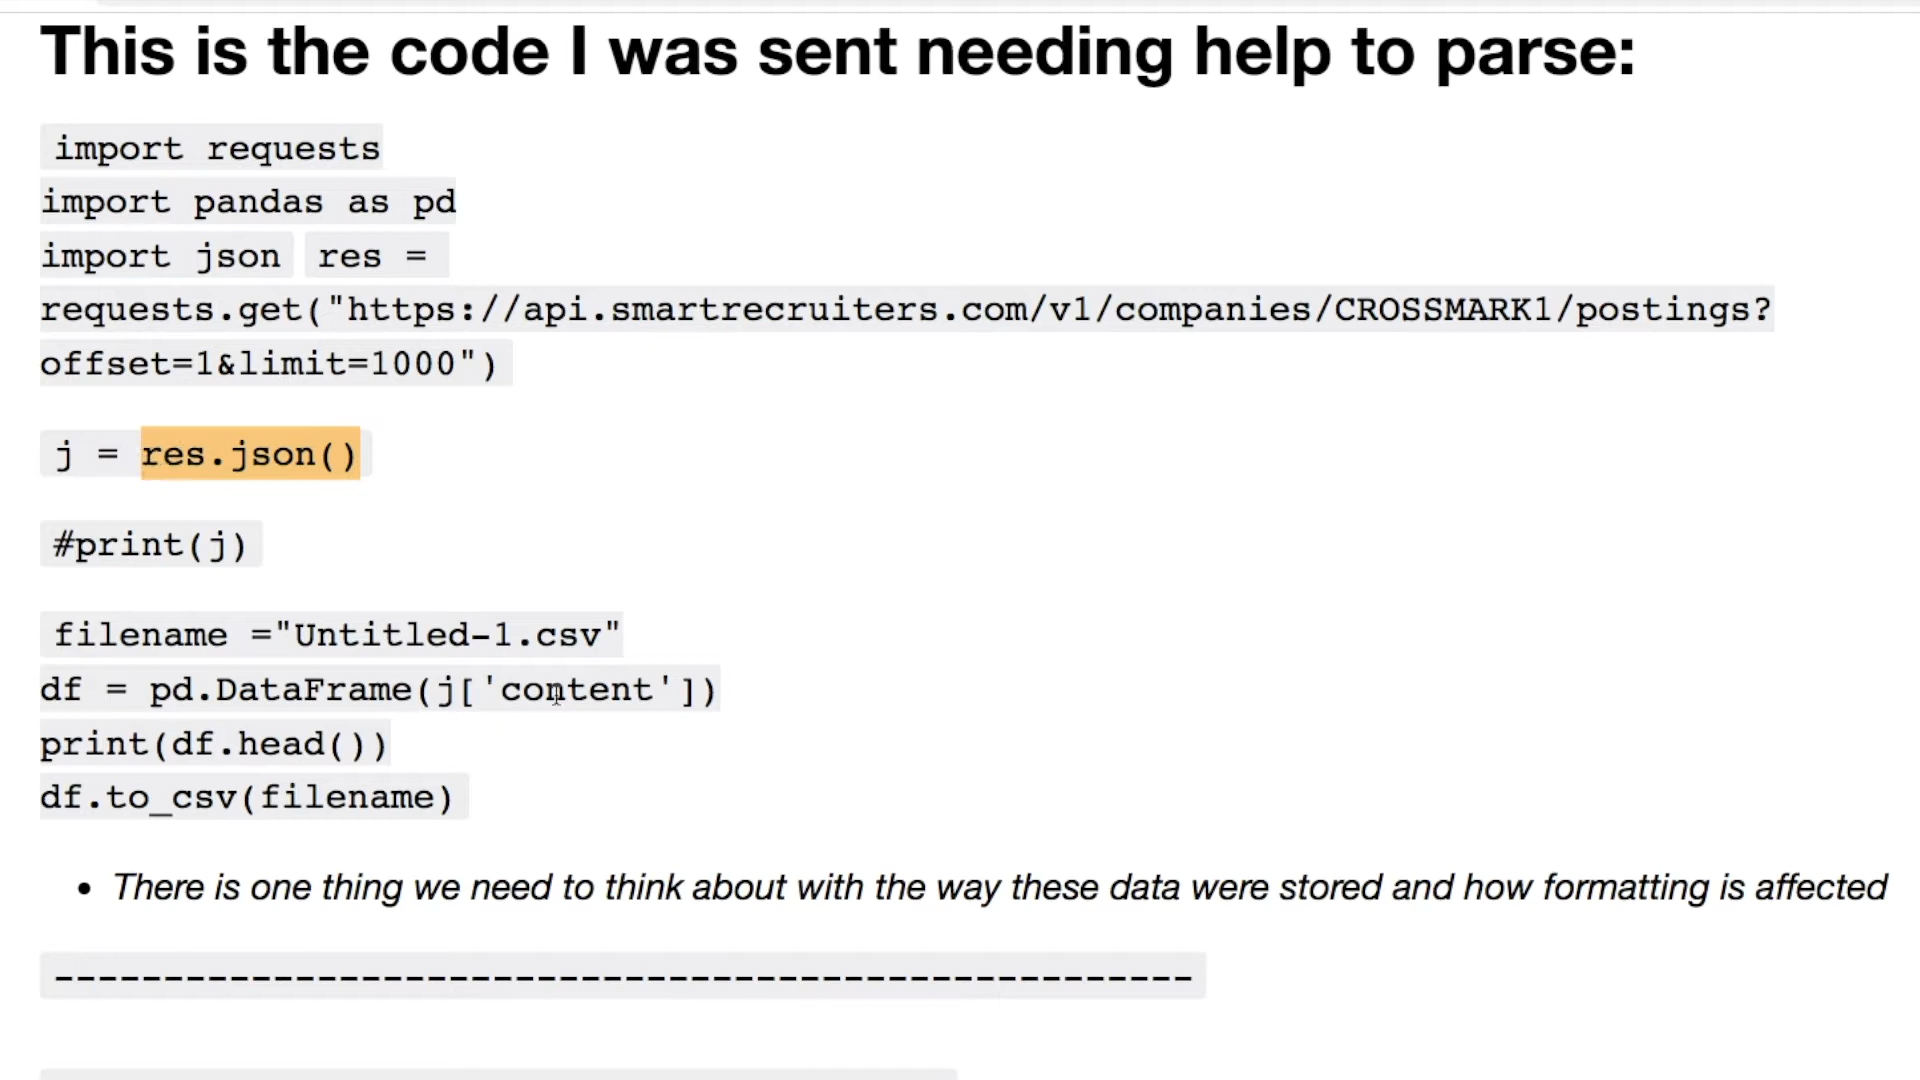 This is the code I was sent needing help to parse:
import requests
import pandas as pd
import json res =
requests.get("https://api.smartrecruiters.com/v1/companies/CROSSMARK1/postings?
offset=1&limit=1000")
j = res.json()
#print(j)
filename ="Untitled-1.csv"
df = pd.DataFrame(j['content'])
print(df.head())
df.to_csv(filename)
• There is one thing we need to think about with the way these data were stored and how formatting is affected
----------------------------------------------------